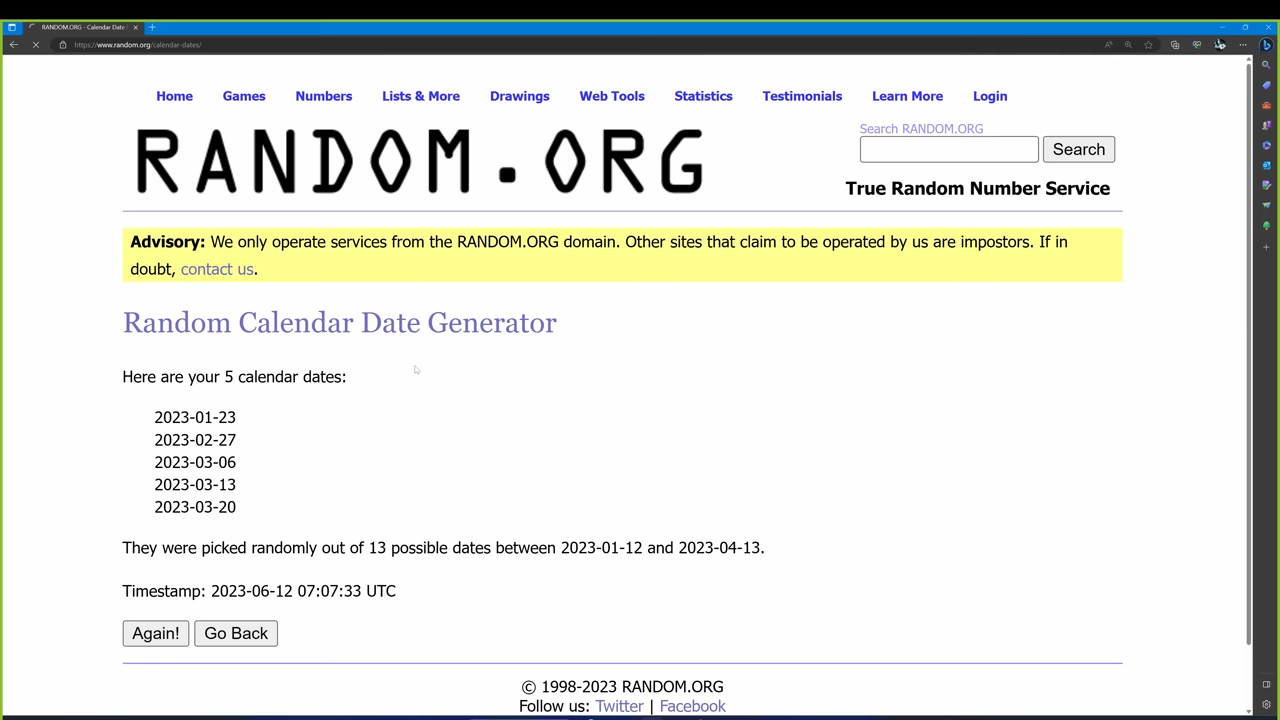 RANDOM.ORG - Calendar Date
https://www.random.org/calendar-dates/
Home Games Numbers Lists & More Drawings Web Tools Statistics Testimonials Learn More Login
RANDOM.ORG
Search RANDOM.ORG
Search
True Random Number Service
Advisory: We only operate services from the RANDOM.ORG domain. Other sites that claim to be operated by us are impostors. If in
doubt, contact us.
Random Calendar Date Generator
Here are your 5 calendar dates:
2023-01-23
2023-02-27
2023-03-06
2023-03-13
2023-03-20
They were picked randomly out of 13 possible dates between 2023-01-12 and 2023-04-13.
Timestamp: 2023-06-12 07:07:33 UTC
Again! Go Back
© 1998-2023 RANDOM.ORG
Follow us: Twitter | Facebook